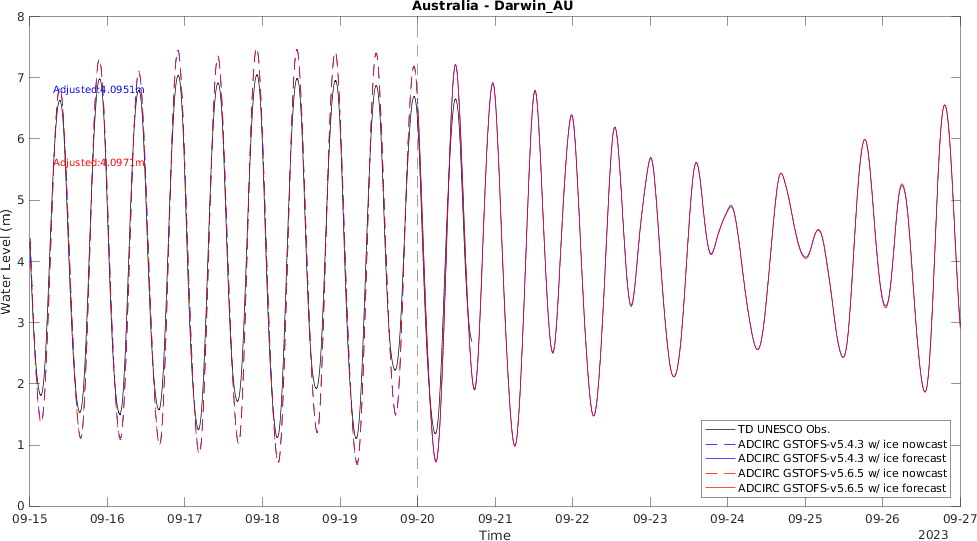 Australia - Darwin_AU
8
7
6
5
4
3
2
1
0
Water Level (m)
Adjusted:4.0951m
Adjusted:4.0971m
TD UNESCO Obs.
ADCIRC GSTOFS-v5.4.3 w/ ice nowcast
ADCIRC GSTOFS-v5.4.3 w/ ice forecast
ADCIRC GSTOFS-v5.6.5 w/ ice nowcast
ADCIRC GSTOFS-v5.6.5 w/ ice forecast
09-15 09-16 09-17 09-18 09-19 09-20 09-21 09-22 09-23 09-24 09-25 09-26 09-27
Time
2023